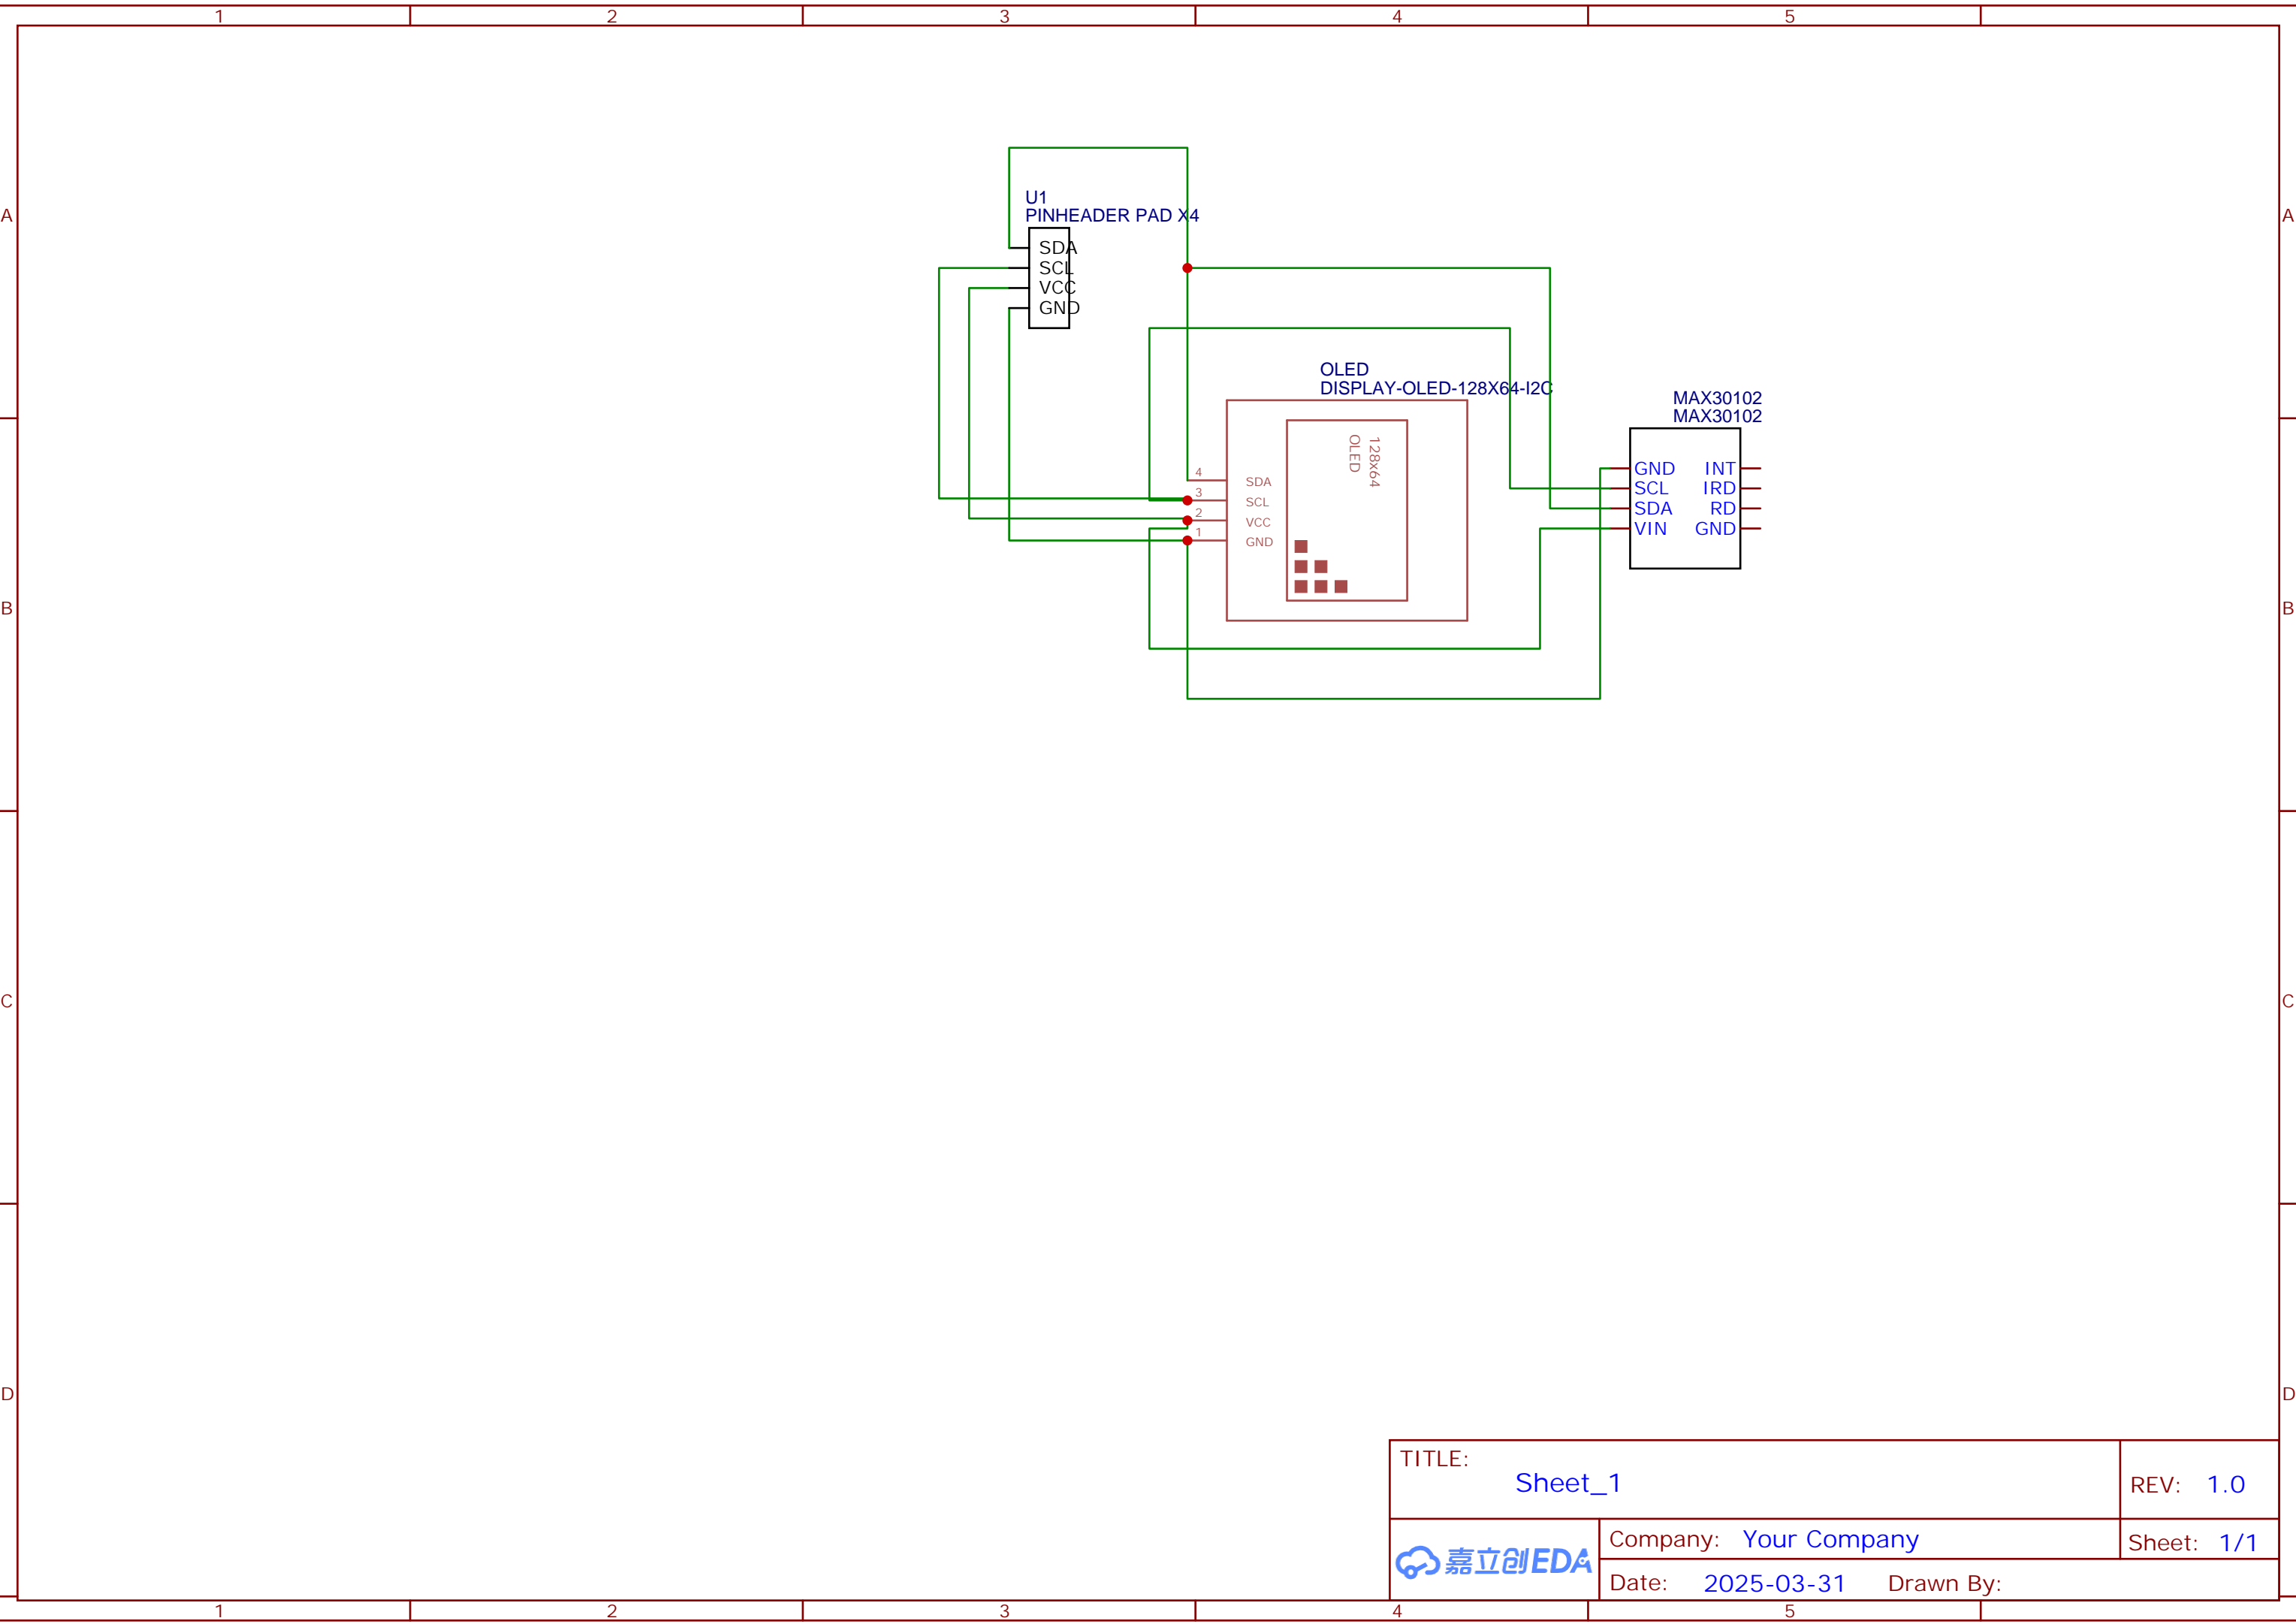 1 2 3 4 5
A A
U1
PINHEADER PAD X4
SDA
SCL
VCC
GND
OLED
DISPLAY-OLED-128X64-I2C
128x64
OLED
4 SDA
3 SCL
2 VCC
1 GND
MAX30102
MAX30102
GND INT
SCL IRD
SDA RD
VIN GND
B B
C C
D D
TITLE:
Sheet_1
REV: 1.0
嘉立创EDA
Company: Your Company
Sheet: 1/1
Date: 2025-03-31 Drawn By:
1 2 3 4 5